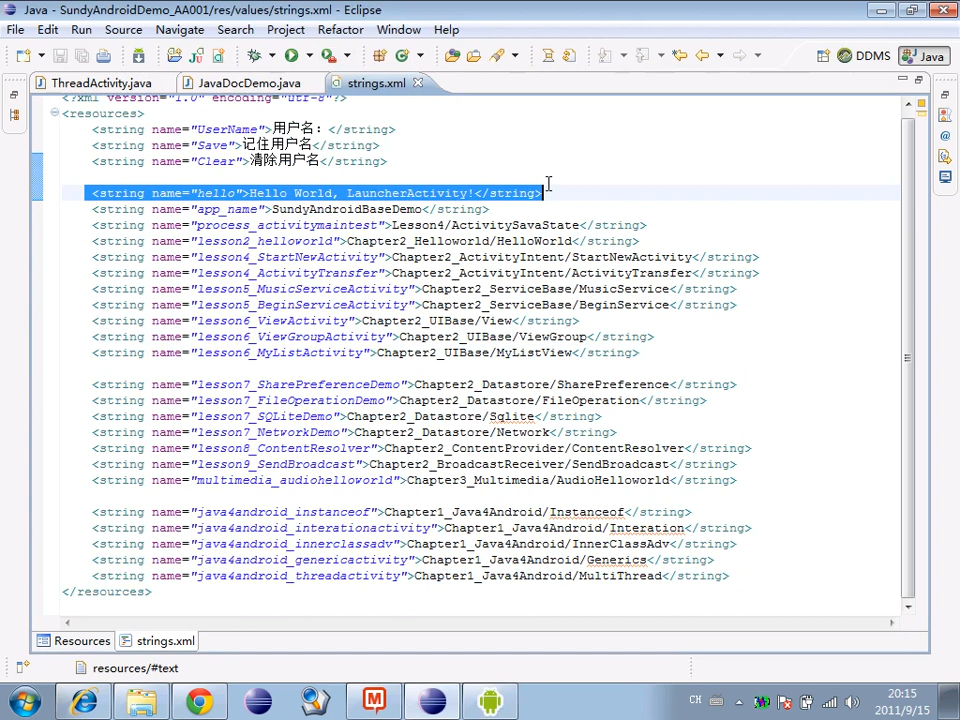 Java - SundyAndroidDemo_AA001/res/values/strings.xml - Eclipse
File Edit Run Source Navigate Search Project Refactor Window Help
DDMS Java
ThreadActivity.java JavaDocDemo.java strings.xml
<?xml version="1.0" encoding="utf-8"?>
<resources>
<string name="UserName">用户名：</string>
<string name="Save">记住用户名</string>
<string name="Clear">清除用户名</string>
<string name="hello">Hello World, LauncherActivity!</string>
<string name="app_name">SundyAndroidBaseDemo</string>
<string name="process_activitymaintest">Lesson4/ActivitySavaState</string>
<string name="lesson2_helloworld">Chapter2_Helloworld/HelloWorld</string>
<string name="lesson4_StartNewActivity">Chapter2_ActivityIntent/StartNewActivity</string>
<string name="lesson4_ActivityTransfer">Chapter2_ActivityIntent/ActivityTransfer</string>
<string name="lesson5_MusicServiceActivity">Chapter2_ServiceBase/MusicService</string>
<string name="lesson5_BeginServiceActivity">Chapter2_ServiceBase/BeginService</string>
<string name="lesson6_ViewActivity">Chapter2_UIBase/View</string>
<string name="lesson6_ViewGroupActivity">Chapter2_UIBase/ViewGroup</string>
<string name="lesson6_MyListActivity">Chapter2_UIBase/MyListView</string>
<string name="lesson7_SharePreferenceDemo">Chapter2_Datastore/SharePreference</string>
<string name="lesson7_FileOperationDemo">Chapter2_Datastore/FileOperation</string>
<string name="lesson7_SQLiteDemo">Chapter2_Datastore/Sqlite</string>
<string name="lesson7_NetworkDemo">Chapter2_Datastore/Network</string>
<string name="lesson8_ContentResolver">Chapter2_ContentProvider/ContentResolver</string>
<string name="lesson9_SendBroadcast">Chapter2_BroadcastReceiver/SendBroadcast</string>
<string name="multimedia_audiohelloworld">Chapter3_Multimedia/AudioHelloworld</string>
<string name="java4android_instanceof">Chapter1_Java4Android/Instanceof</string>
<string name="java4android_interationactivity">Chapter1_Java4Android/Interation</string>
<string name="java4android_innerclassadv">Chapter1_Java4Android/InnerClassAdv</string>
<string name="java4android_genericactivity">Chapter1_Java4Android/Generics</string>
<string name="java4android_threadactivity">Chapter1_Java4Android/MultiThread</string>
</resources>
Resources strings.xml
resources/#text
CH 20:15
2011/9/15